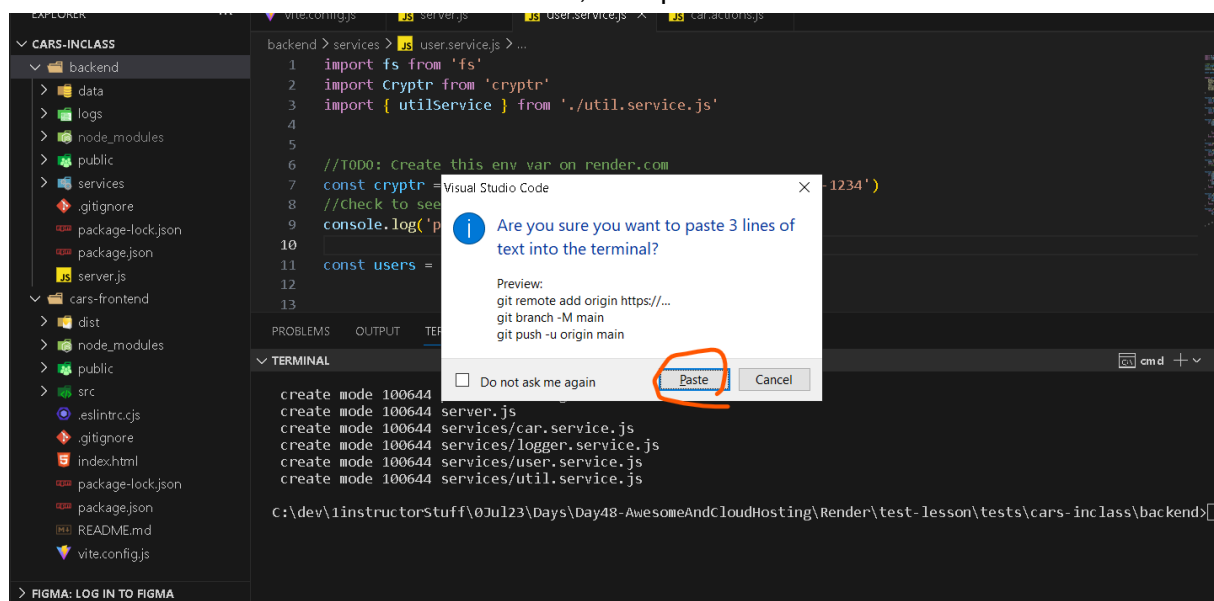 EXPLORER
vite.config.js
JS server.js
JS user.service.js ×
JS car.actions.js
CARS-INCLASS
backend
data
logs
node_modules
public
services
.gitignore
package-lock.json
package.json
JS server.js
cars-frontend
dist
node_modules
public
src
.eslintrc.cjs
.gitignore
index.html
package-lock.json
package.json
README.md
vite.config.js
FIGMA: LOG IN TO FIGMA
backend > services > JS user.service.js > ...
1 import fs from 'fs'
2 import Cryptr from 'cryptr'
3 import { utilService } from './util.service.js'
4
5
6 //TODO: Create this env var on render.com
7 const cryptr = -1234')
8 //Check to see
9 console.log('p
10
11 const users =
12
13
Visual Studio Code
Are you sure you want to paste 3 lines of
text into the terminal?
Preview:
git remote add origin https://...
git branch -M main
git push -u origin main
Do not ask me again
Paste
Cancel
PROBLEMS OUTPUT TER
TERMINAL
cmd
create mode 100644
create mode 100644 server.js
create mode 100644 services/car.service.js
create mode 100644 services/logger.service.js
create mode 100644 services/user.service.js
create mode 100644 services/util.service.js
C:\dev\1instructorStuff\0Jul23\Days\Day48-AwesomeAndCloudHosting\Render\test-lesson\tests\cars-inclass\backend>